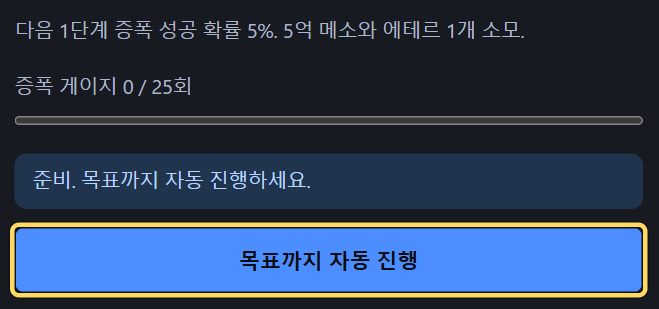 다음 1단계 증폭 성공 확률 5%. 5억 메소와 에테르 1개 소모.
증폭 게이지 0 / 25회
준비. 목표까지 자동 진행하세요.
목표까지 자동 진행